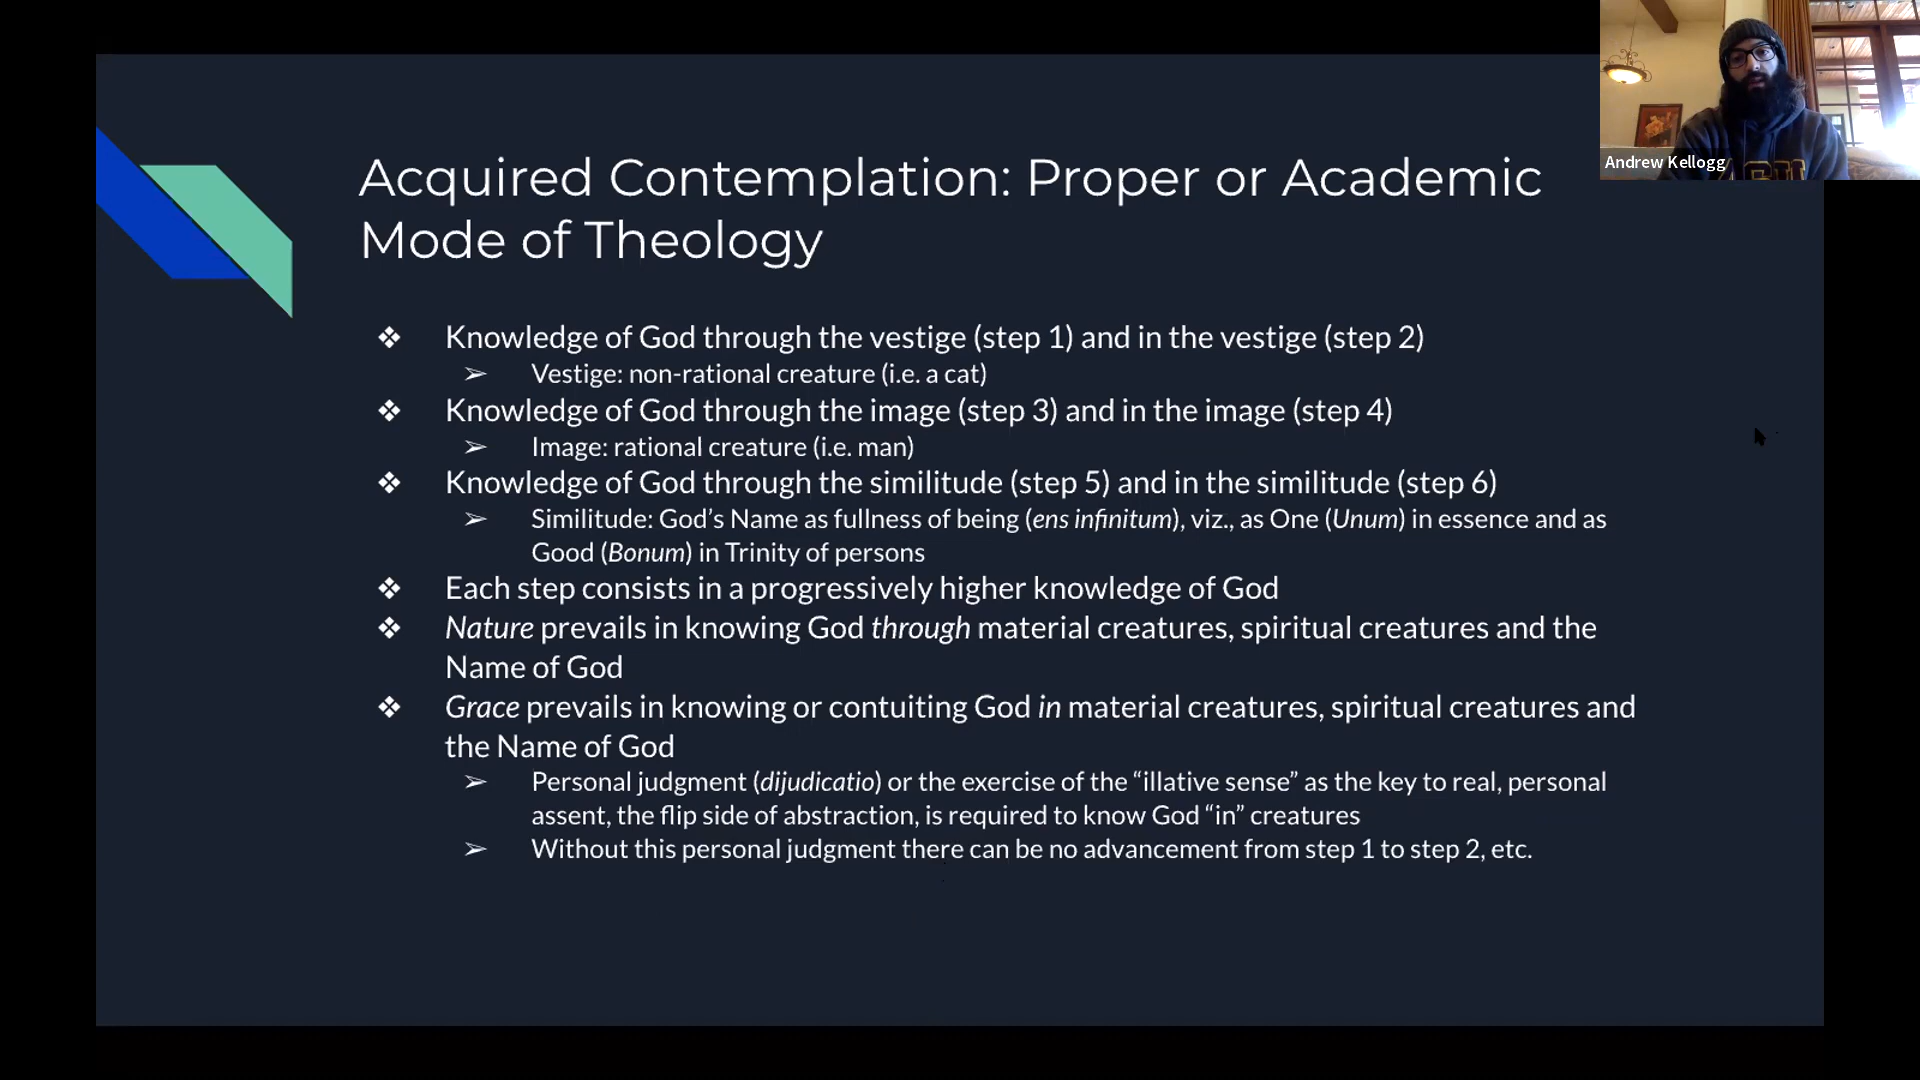 Andrew Kellogg
Acquired Contemplation: Proper or Academic
Mode of Theology
❖ Knowledge of God through the vestige (step 1) and in the vestige (step 2)
➢ Vestige: non-rational creature (i.e. a cat)
❖ Knowledge of God through the image (step 3) and in the image (step 4)
➢ Image: rational creature (i.e. man)
❖ Knowledge of God through the similitude (step 5) and in the similitude (step 6)
➢ Similitude: God’s Name as fullness of being (ens infinitum), viz., as One (Unum) in essence and as
Good (Bonum) in Trinity of persons
❖ Each step consists in a progressively higher knowledge of God
❖ Nature prevails in knowing God through material creatures, spiritual creatures and the
Name of God
❖ Grace prevails in knowing or contuiting God in material creatures, spiritual creatures and
the Name of God
➢ Personal judgment (dijudicatio) or the exercise of the “illative sense” as the key to real, personal
assent, the flip side of abstraction, is required to know God “in” creatures
➢ Without this personal judgment there can be no advancement from step 1 to step 2, etc.